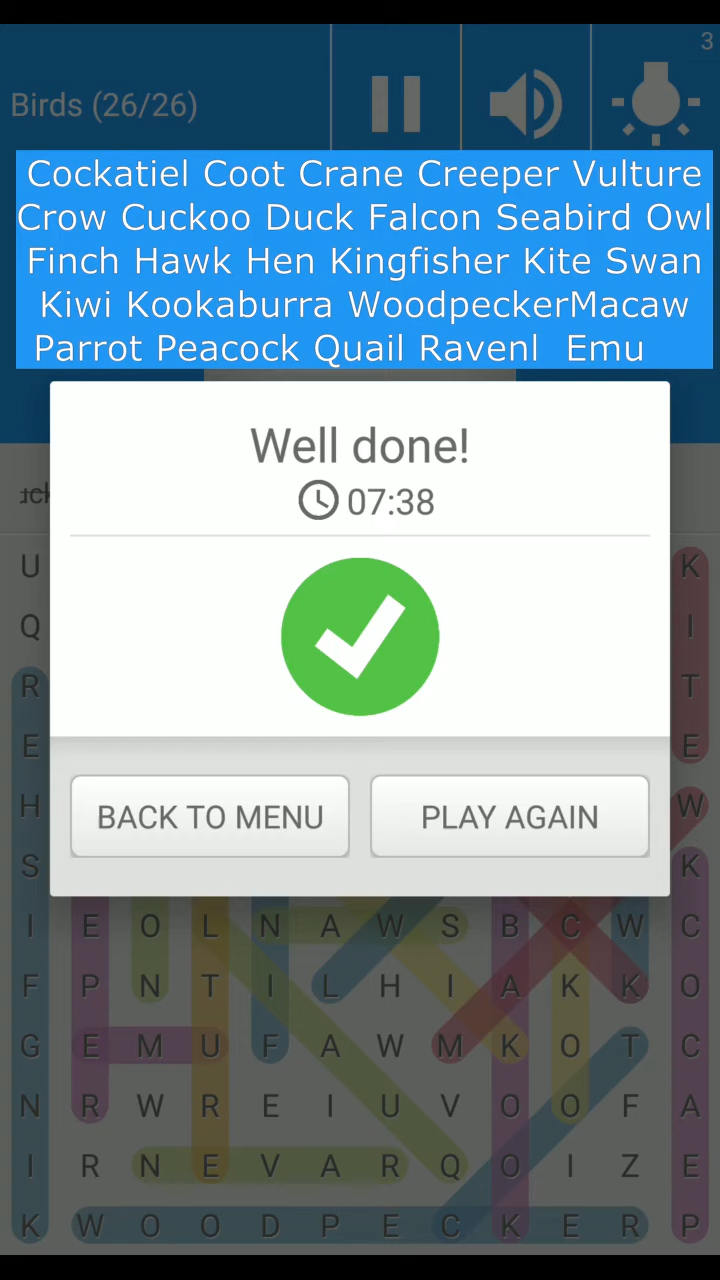 3
Birds (26/26)
Cockatiel Coot Crane Creeper Vulture
Crow Cuckoo Duck Falcon Seabird Owl
Finch Hawk Hen Kingfisher Kite Swan
Kiwi Kookaburra WoodpeckerMacaw
Parrot Peacock Quail Ravenl Emu
Well done!
07:38
U K
Q I
R T
E E
H W
BACK TO MENU PLAY AGAIN
S K
I E O L N A W S B C W C
F P N T I L H I A K K O
G E M U F A W M K O T C
N R W R E I U V O O F A
I R N E V A R Q O I Z E
K W O O D P E C K E R P